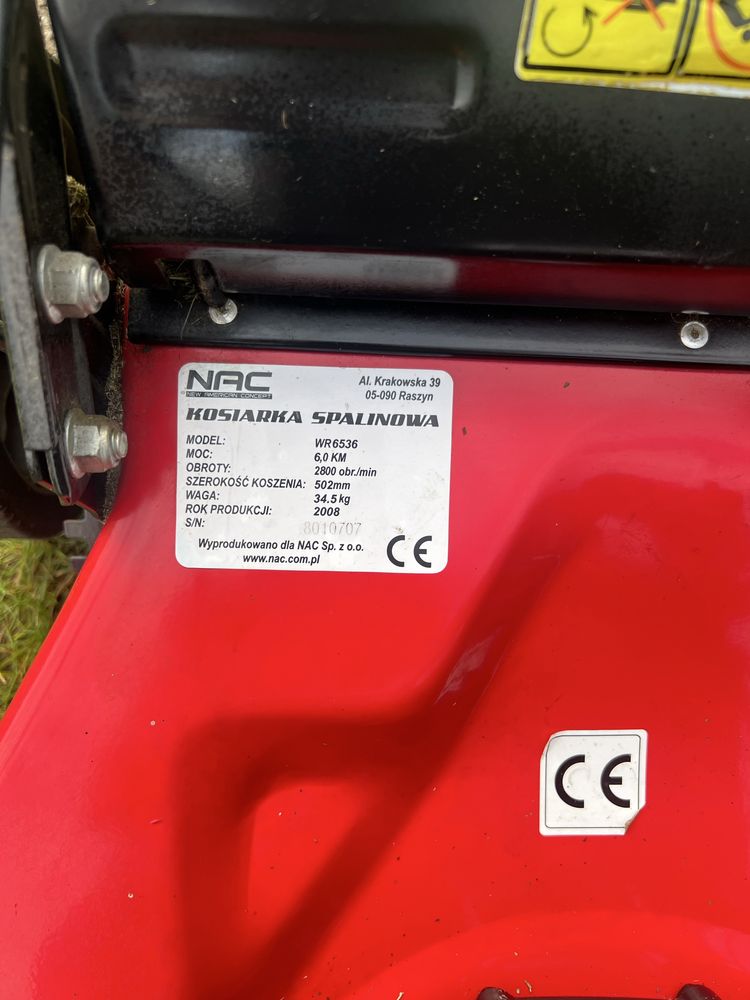 NAC
NEW AMERICAN CONCEPT
Al. Krakowska 39
05-090 Raszyn
KOSIARKA SPALINOWA
MODEL: WR6536
MOC: 6,0 KM
OBROTY: 2800 obr./min
SZEROKOŚĆ KOSZENIA: 502mm
WAGA: 34.5 kg
ROK PRODUKCJI: 2008
S/N: 8010707
Wyprodukowano dla NAC Sp. z o.o.
www.nac.com.pl
CE
CE